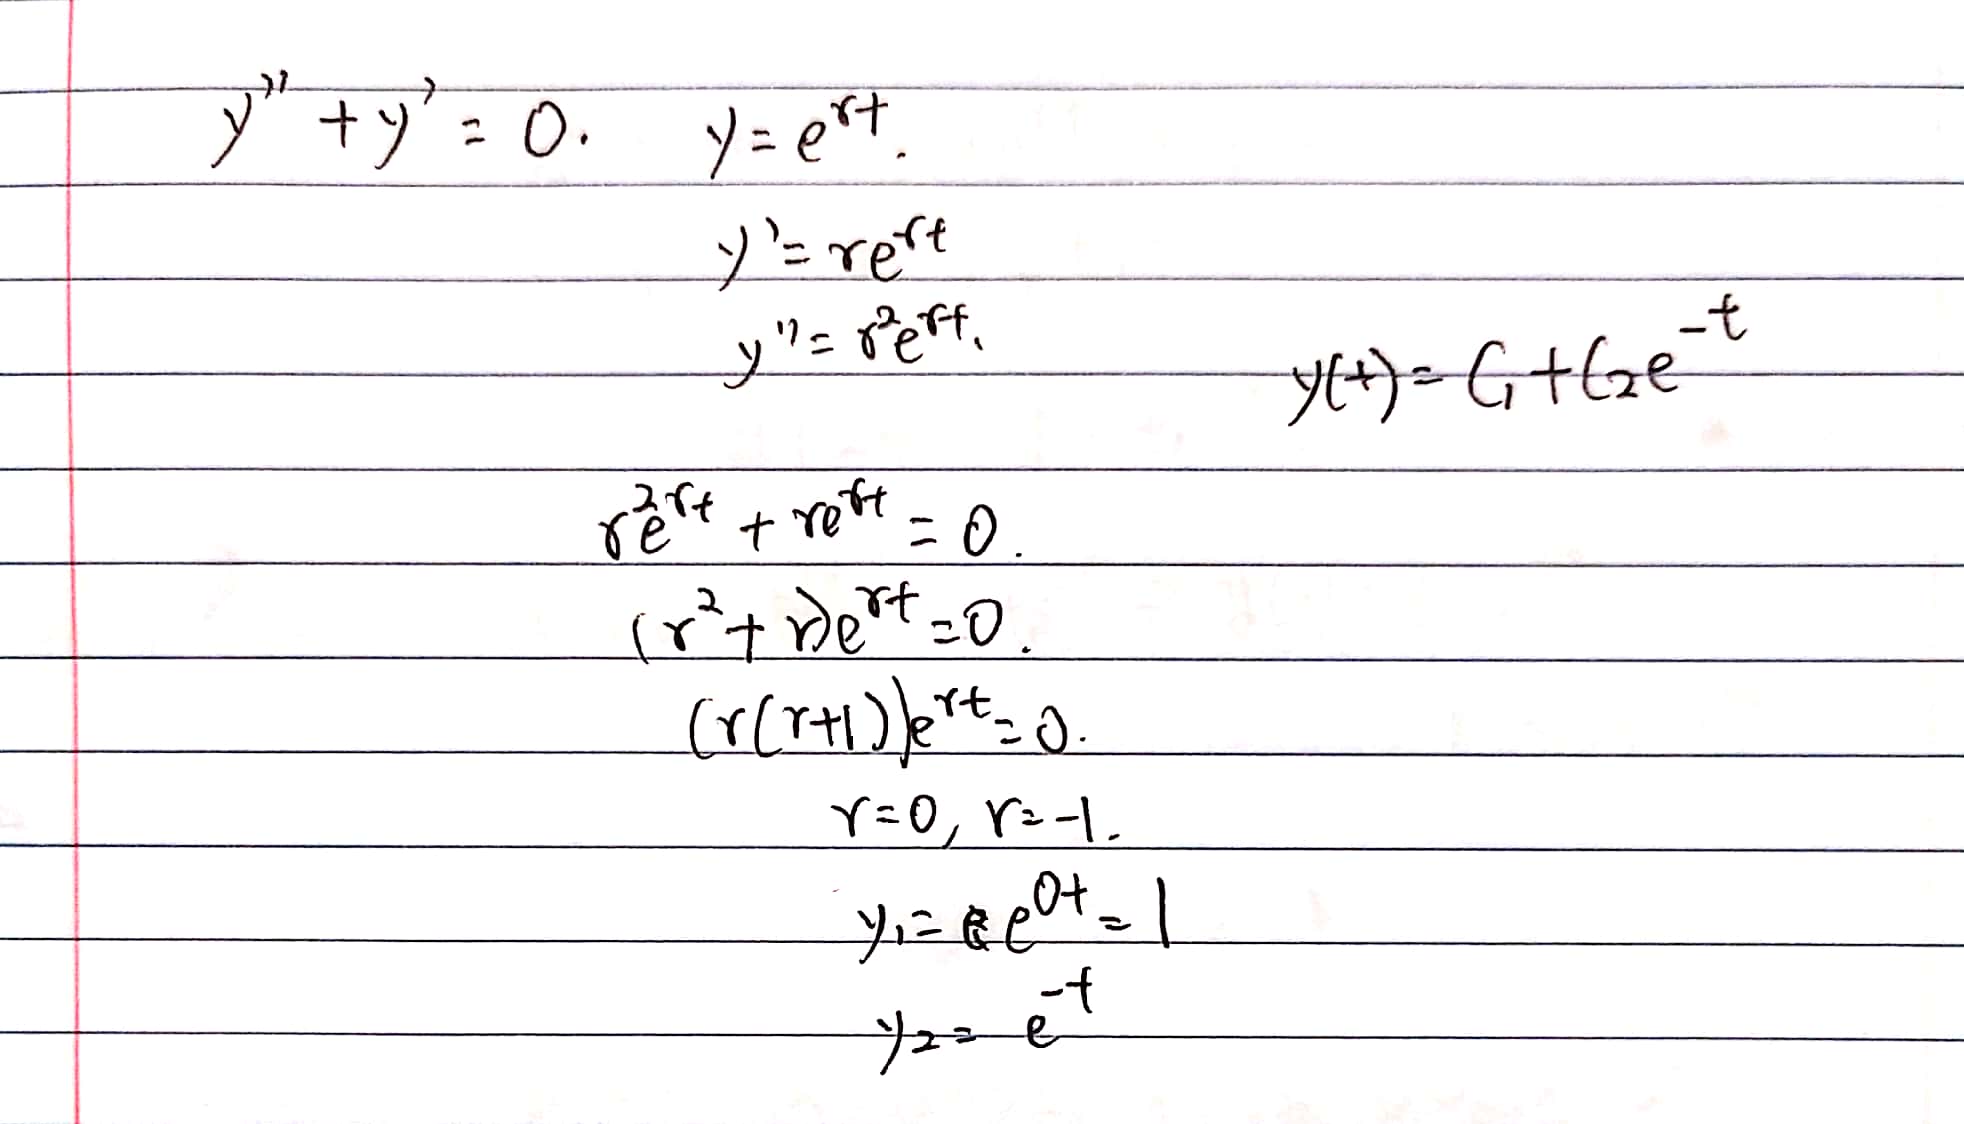 y'' + y' = 0. y = e^{rt}.
y' = re^{rt}
y'' = r^2e^{rt}.
y(t) = C_1 + C_2e^{-t}
r^2e^{rt} + re^{rt} = 0.
(r^2 + r)e^{rt} = 0.
(r(r+1))e^{rt} = 0.
r = 0, r = -1.
y_1 = e^{0t} = 1
y_2 = e^{-t}